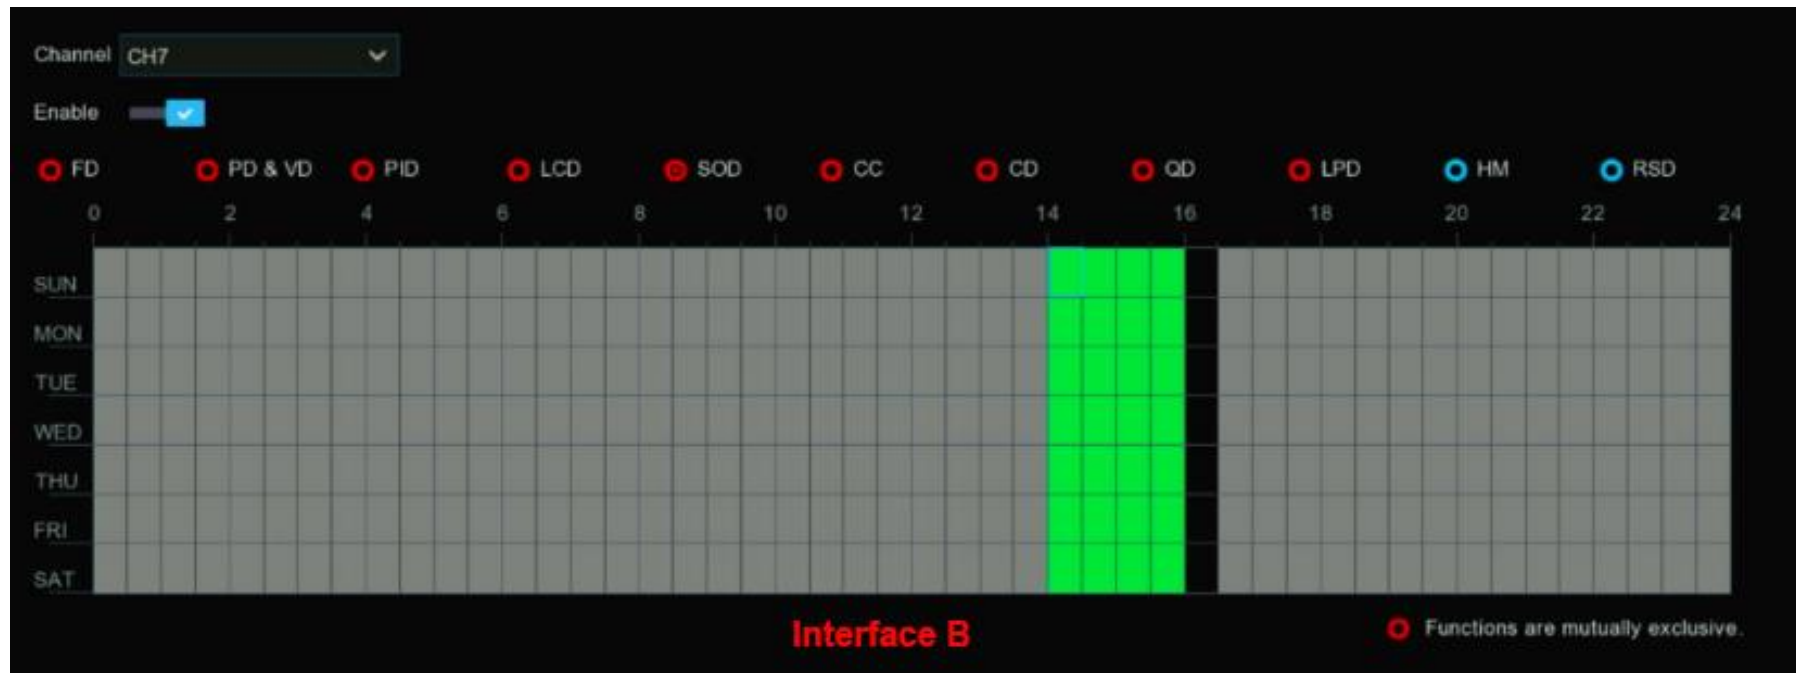 Channel CH7
Enable
FD PD & VD PID LCD SOD CC CD QD LPD HM RSD
0 2 4 6 8 10 12 14 16 18 20 22 24
SUN
MON
TUE
WED
THU
FRI
SAT
Interface B
Functions are mutually exclusive.